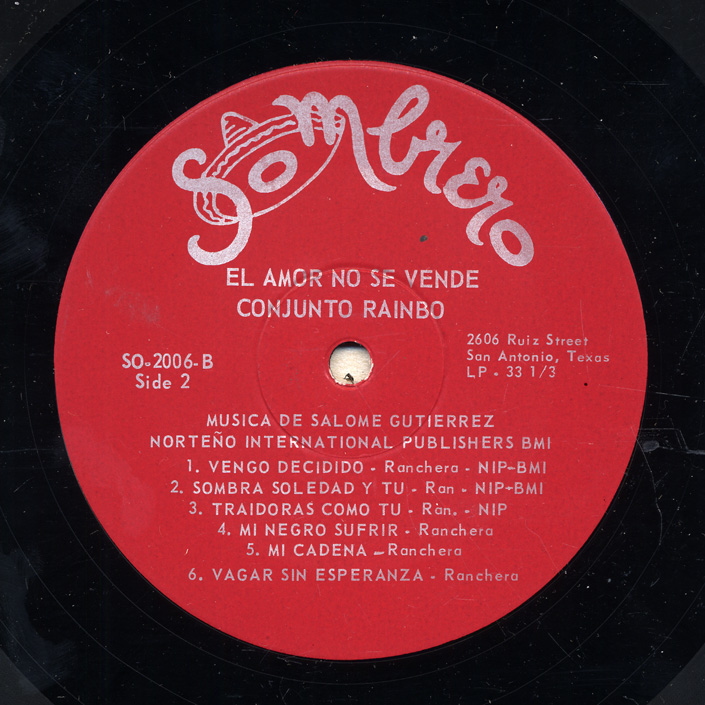 Sombrero
EL AMOR NO SE VENDE
CONJUNTO RAINBO
SO-2006-B
Side 2
2606 Ruiz Street
San Antonio, Texas
LP - 33 1/3
MUSICA DE SALOME GUTIERREZ
NORTEÑO INTERNATIONAL PUBLISHERS BMI
1. VENGO DECIDIDO - Ranchera - NIP-BMI
2. SOMBRA SOLEDAD Y TU - Ran - NIP-BMI
3. TRAIDORAS COMO TU - Ràn. - NIP
4. MI NEGRO SUFRIR - Ranchera
5. MI CADENA - Ranchera
6. VAGAR SIN ESPERANZA - Ranchera